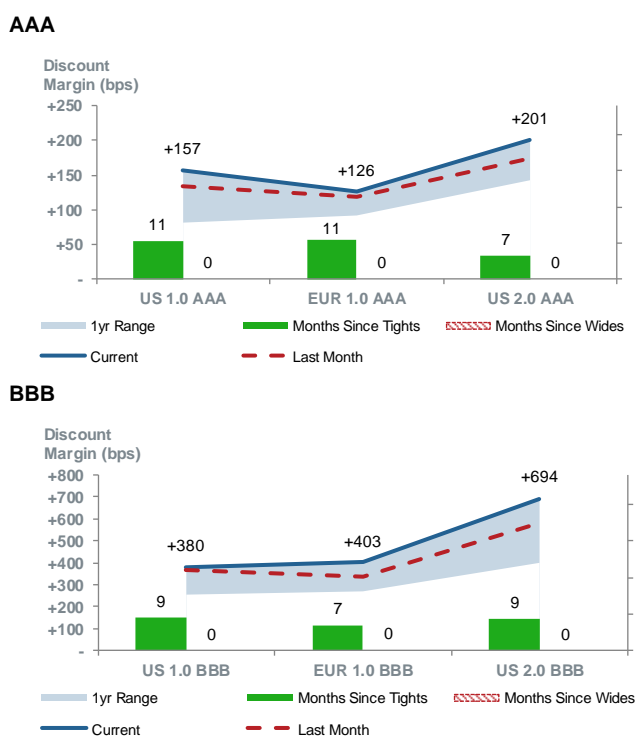 AAA
Discount
Margin (bps)
+250
+200
+150
+100
+50
-
+157
+126
+201
11
0
11
0
7
0
US 1.0 AAA
EUR 1.0 AAA
US 2.0 AAA
1yr Range
Months Since Tights
Months Since Wides
Current
Last Month
BBB
Discount
Margin (bps)
+800
+700
+600
+500
+400
+300
+200
+100
-
+380
+403
+694
9
0
7
0
9
0
US 1.0 BBB
EUR 1.0 BBB
US 2.0 BBB
1yr Range
Months Since Tights
Months Since Wides
Current
Last Month